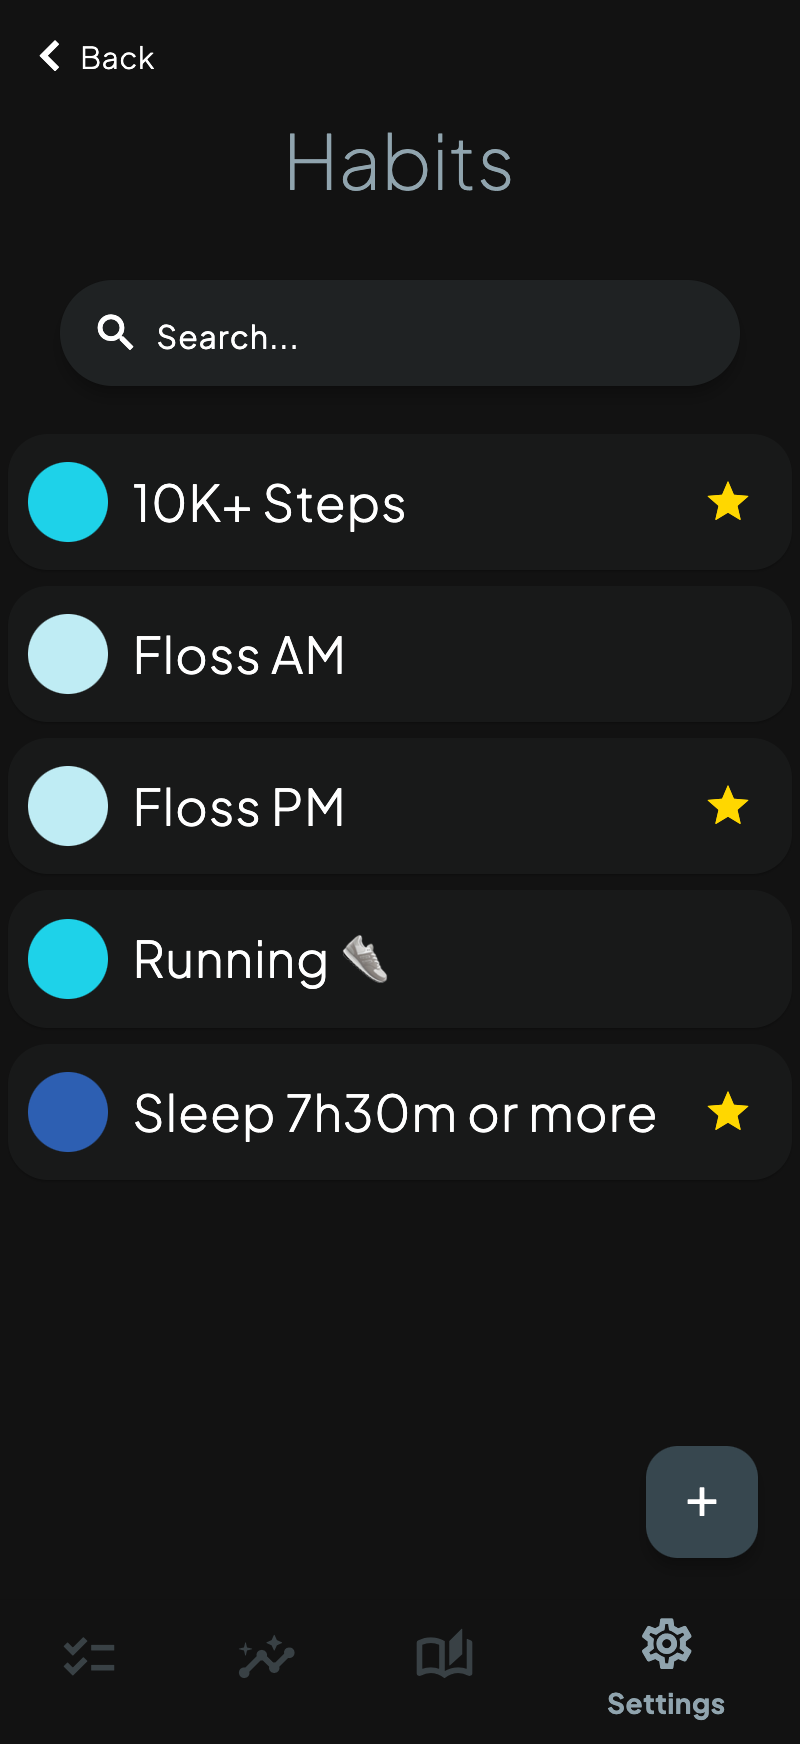 Back
Habits
Search...
10K+ Steps
Floss AM
Floss PM
Running 👟
Sleep 7h30m or more
+
Settings